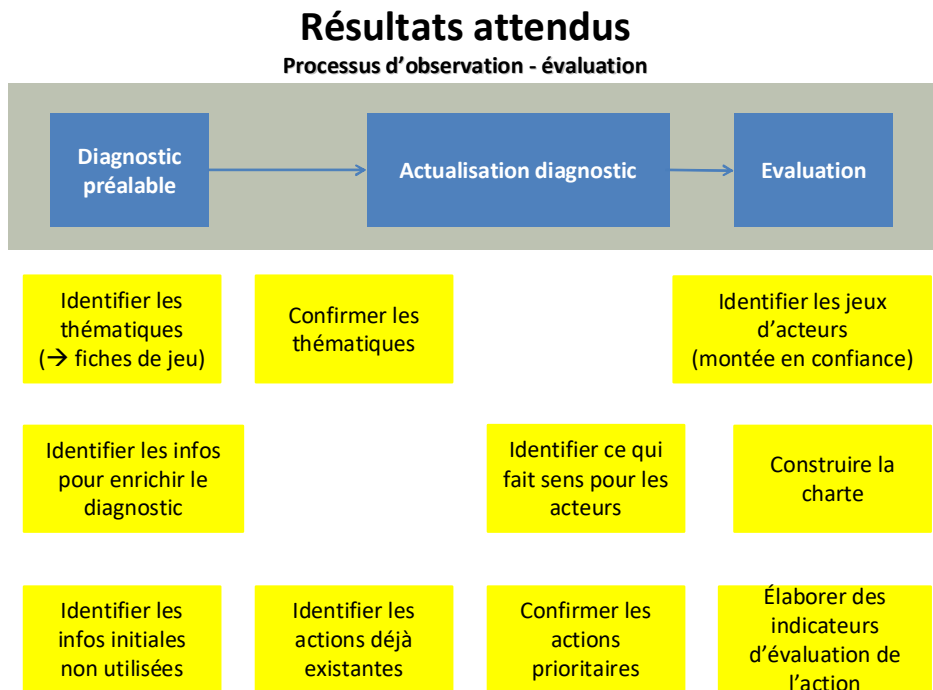 Résultats attendus
Processus d'observation - évaluation
Diagnostic
préalable
Actualisation diagnostic
Evaluation
Identifier les
thématiques
(→ fiches de jeu)
Confirmer les
thématiques
Identifier les jeux
d'acteurs
(montée en confiance)
Identifier les infos
pour enrichir le
diagnostic
Identifier ce qui
fait sens pour les
acteurs
Construire la
charte
Identifier les
infos initiales
non utilisées
Identifier les
actions déjà
existantes
Confirmer les
actions
prioritaires
Élaborer des
indicateurs
d'évaluation de
l'action